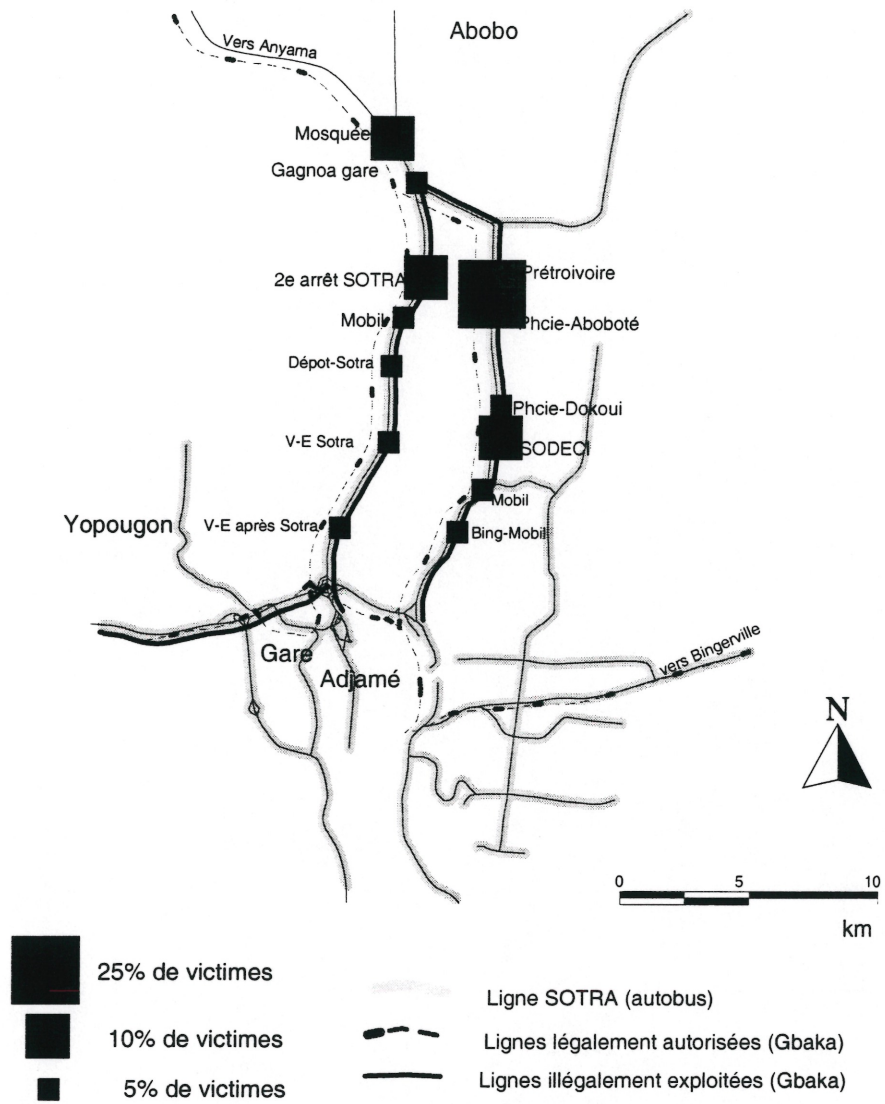 Abobo
Vers Anyama
Mosquée
Gagnoa gare
2e arrêt SOTRA
Prétroivoire
Mobil
Phcie-Aboboté
Dépot-Sotra
Phcie-Dokoui
V-E Sotra
SODECI
Mobil
Yopougon
V-E après Sotra
Bing-Mobil
Gare
Adjamé
vers Bingerville
N
0 5 10
km
25% de victimes
10% de victimes
5% de victimes
Ligne SOTRA (autobus)
Lignes légalement autorisées (Gbaka)
Lignes illégalement exploitées (Gbaka)